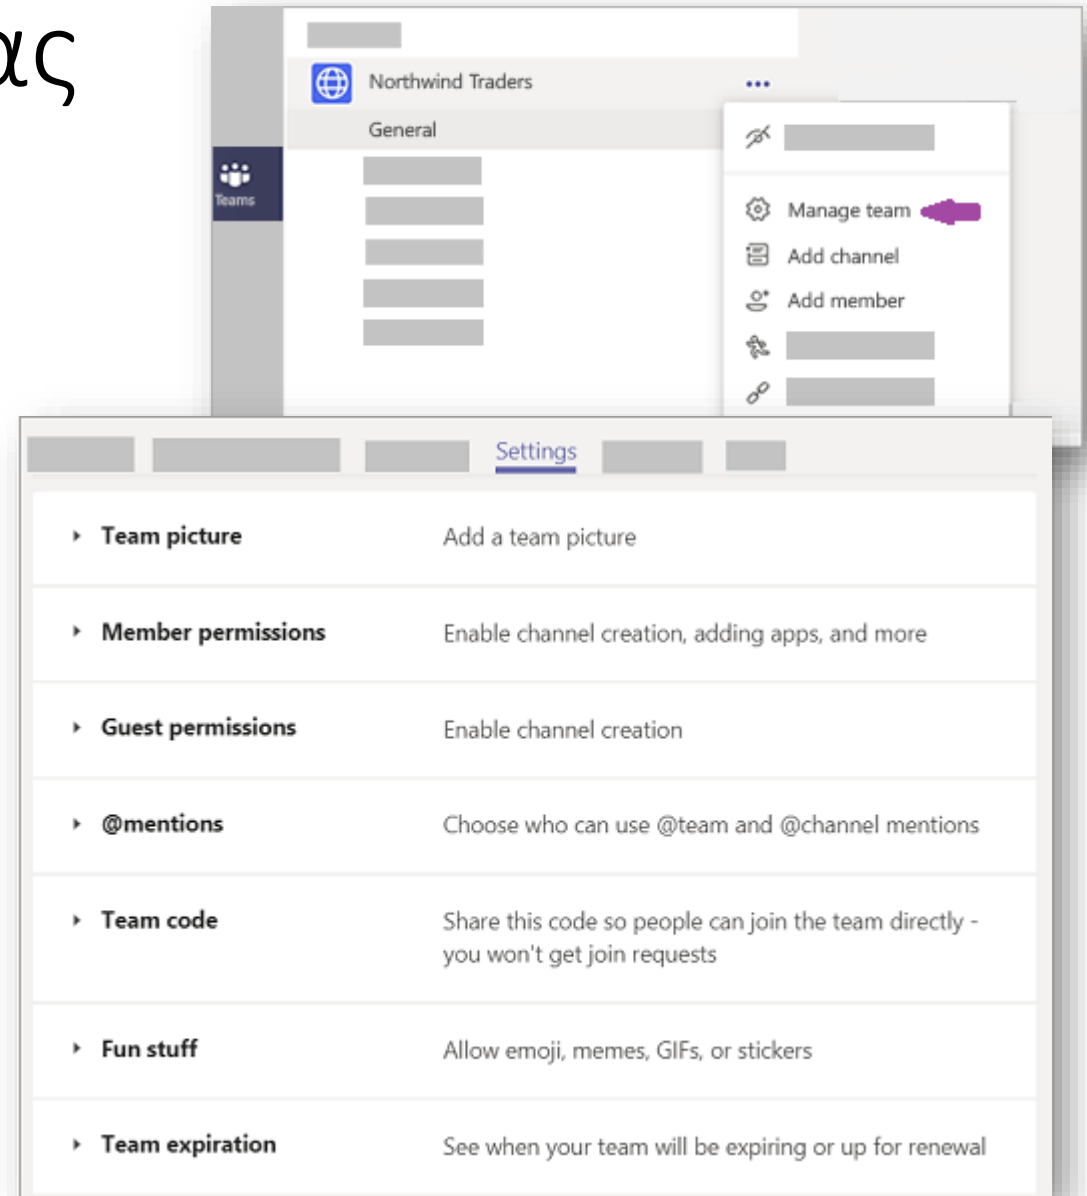 Northwind Traders
General
Teams
Manage team
Add channel
Add member
Settings
Team picture Add a team picture
Member permissions Enable channel creation, adding apps, and more
Guest permissions Enable channel creation
@mentions Choose who can use @team and @channel mentions
Team code Share this code so people can join the team directly -
you won't get join requests
Fun stuff Allow emoji, memes, GIFs, or stickers
Team expiration See when your team will be expiring or up for renewal